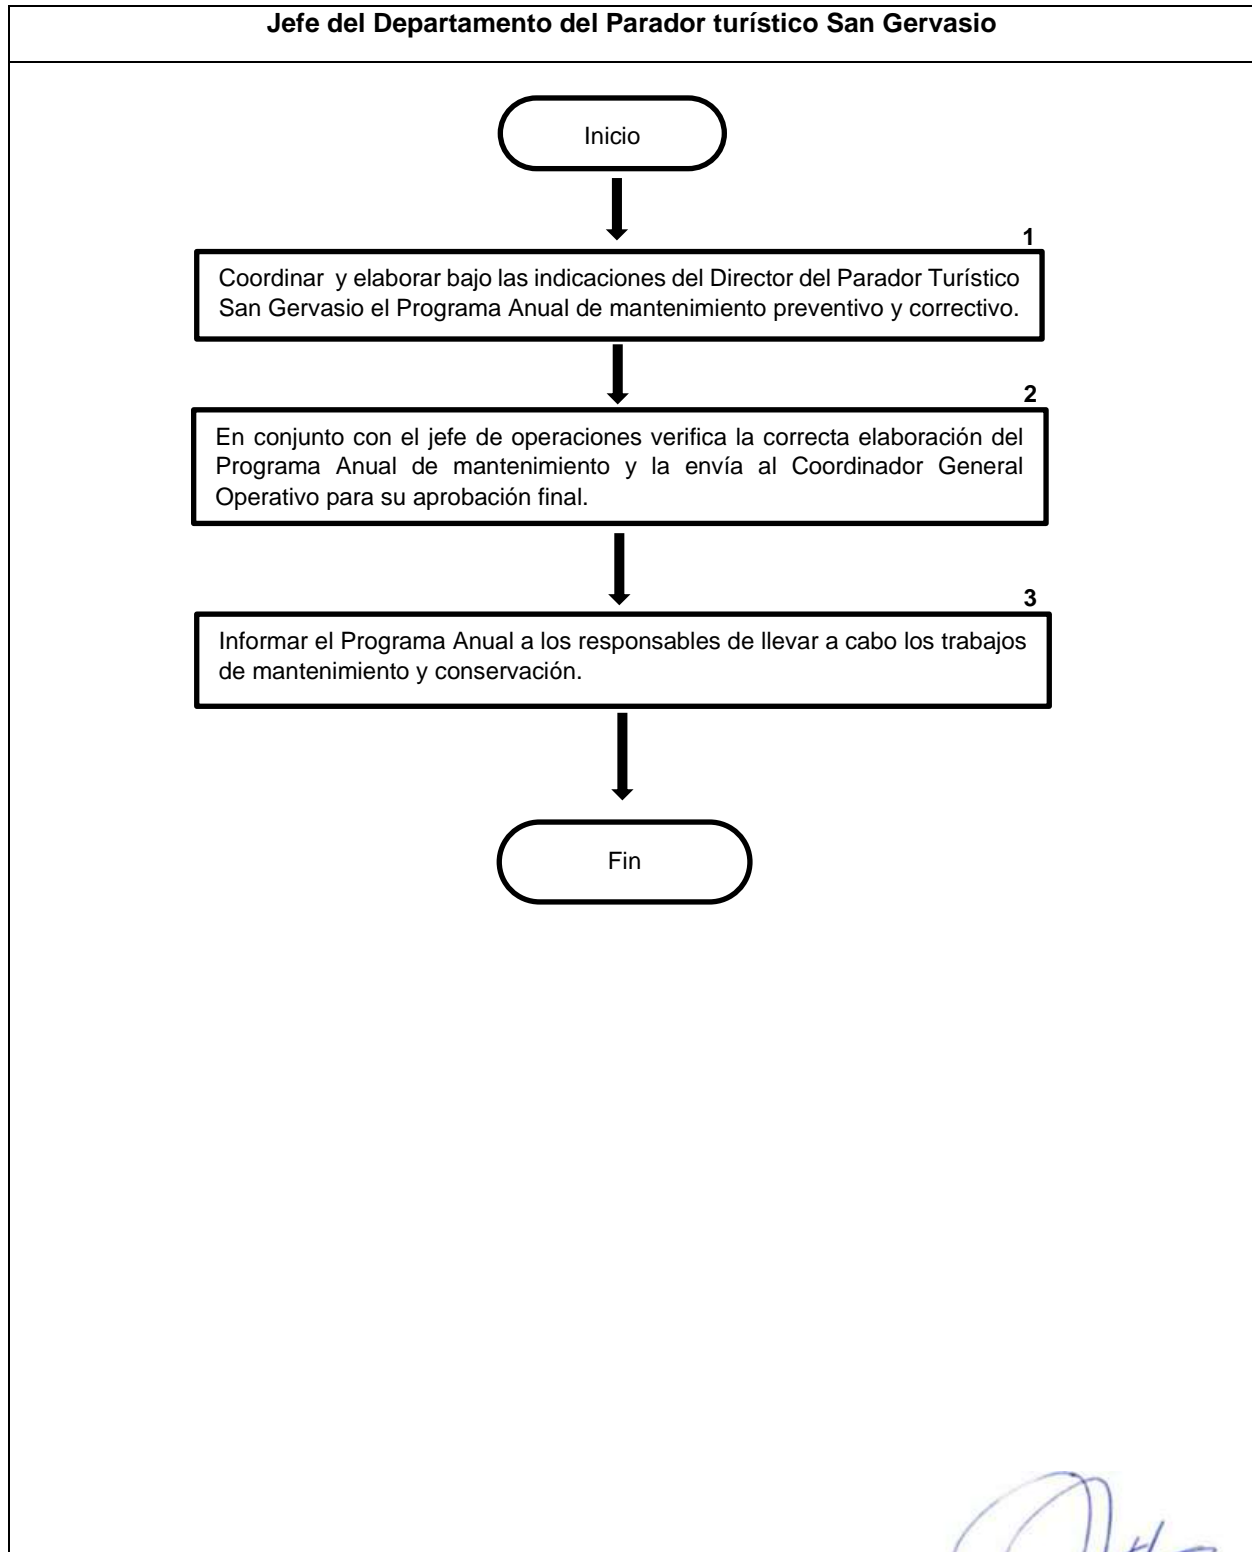 Jefe del Departamento del Parador turístico San Gervasio
Inicio
1
Coordinar y elaborar bajo las indicaciones del Director del Parador Turístico
San Gervasio el Programa Anual de mantenimiento preventivo y correctivo.
2
En conjunto con el jefe de operaciones verifica la correcta elaboración del
Programa Anual de mantenimiento y la envía al Coordinador General
Operativo para su aprobación final.
3
Informar el Programa Anual a los responsables de llevar a cabo los trabajos
de mantenimiento y conservación.
Fin